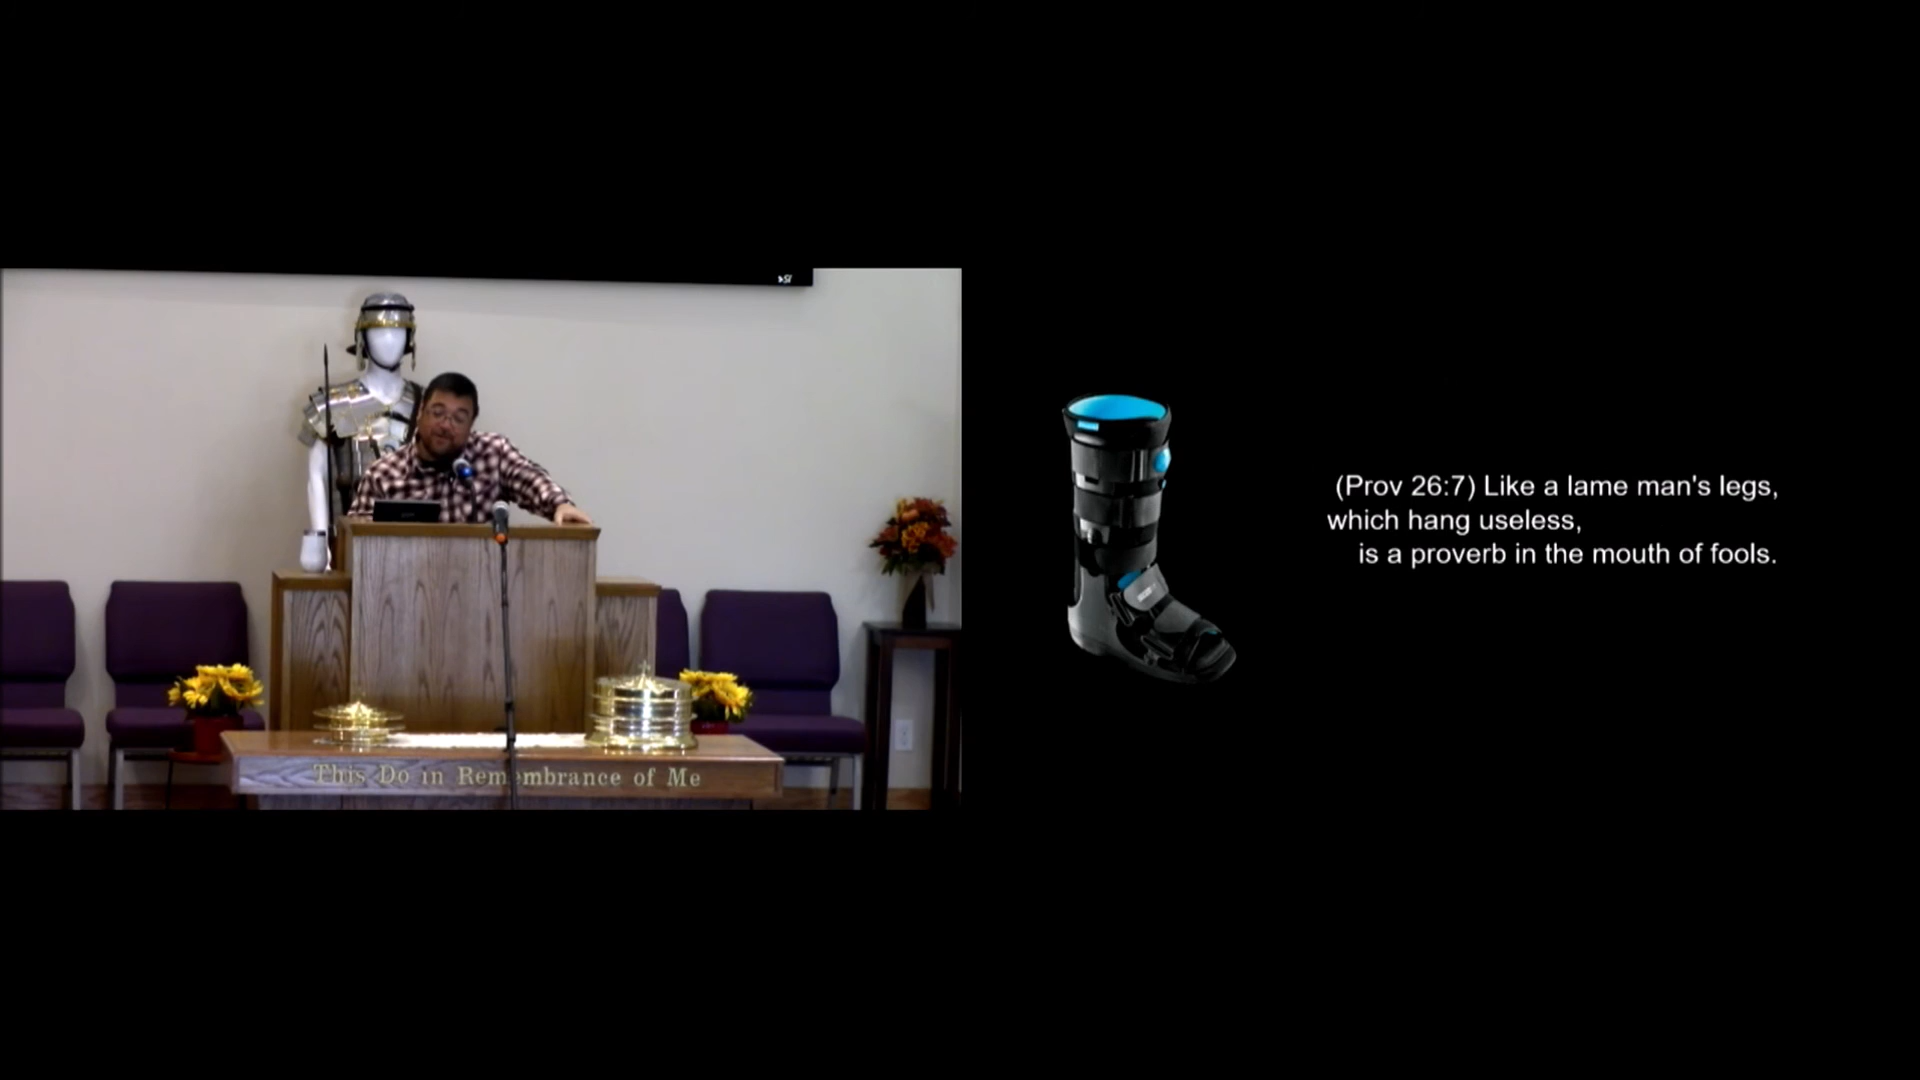 This Do in Remembrance of Me
(Prov 26:7) Like a lame man's legs,
which hang useless,
is a proverb in the mouth of fools.